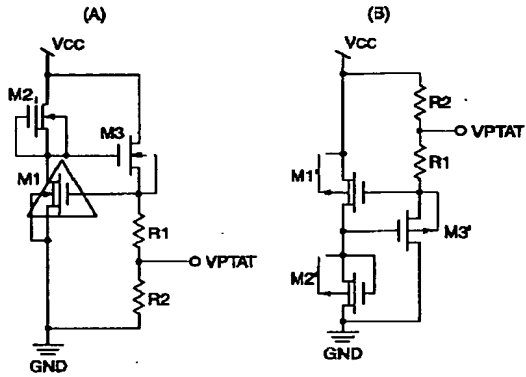 (A)
VCC
M2
M3
M1
R1
VPTAT
R2
GND
(B)
VCC
R2
VPTAT
R1
M1'
M3'
M2'
GND